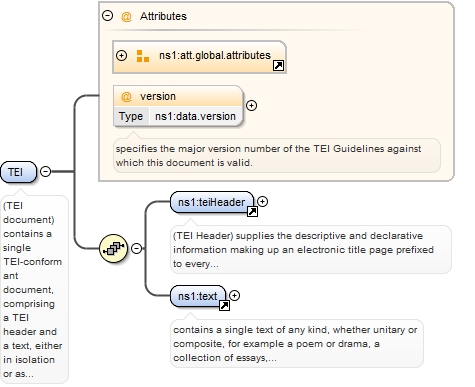 @ Attributes
ns1:att.global.attributes
@ version
Type ns1:data.version
specifies the major version number of the TEI Guidelines against
which this document is valid.
TEI
(TEI
document)
contains a
single
TEI-conform
ant
document,
comprising
a TEI
header and
a text, either
in isolation
or as...
ns1:teiHeader
(TEI Header) supplies the descriptive and declarative
information making up an electronic title page prefixed
to every...
ns1:text
contains a single text of any kind, whether unitary or
composite, for example a poem or drama, a
collection of essays,...